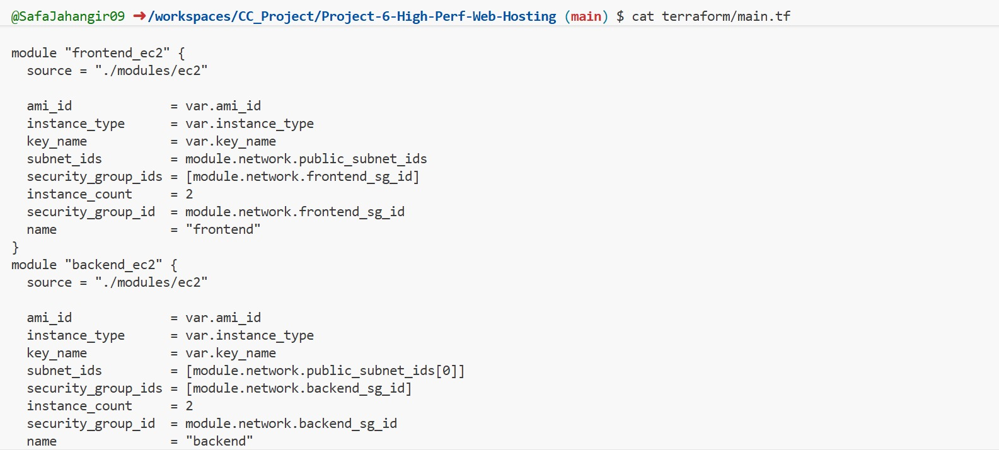 @SafaJahangir09 ➜/workspaces/CC_Project/Project-6-High-Perf-Web-Hosting (main) $ cat terraform/main.tf
module "frontend_ec2" {
  source = "./modules/ec2"
  ami_id             = var.ami_id
  instance_type      = var.instance_type
  key_name           = var.key_name
  subnet_ids         = module.network.public_subnet_ids
  security_group_ids = [module.network.frontend_sg_id]
  instance_count     = 2
  security_group_id  = module.network.frontend_sg_id
  name               = "frontend"
}
module "backend_ec2" {
  source = "./modules/ec2"
  ami_id             = var.ami_id
  instance_type      = var.instance_type
  key_name           = var.key_name
  subnet_ids         = [module.network.public_subnet_ids[0]]
  security_group_ids = [module.network.backend_sg_id]
  instance_count     = 2
  security_group_id  = module.network.backend_sg_id
  name               = "backend"